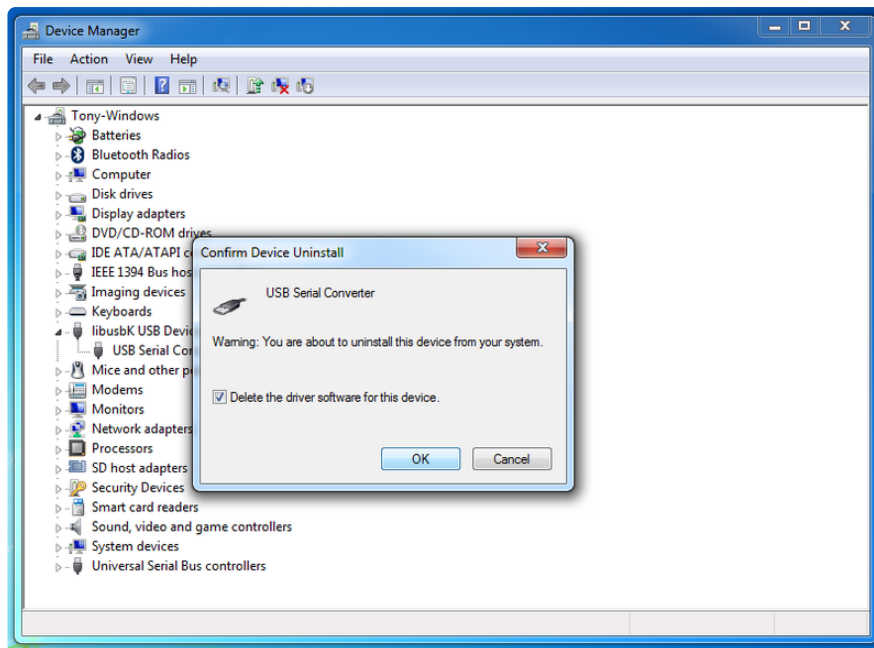 Device Manager
File Action View Help
Tony-Windows
Batteries
Bluetooth Radios
Computer
Disk drives
Display adapters
DVD/CD-ROM drives
IDE ATA/ATAPI c
IEEE 1394 Bus hos
Imaging devices
Keyboards
libusbK USB Devic
USB Serial Con
Mice and other p
Modems
Monitors
Network adapters
Processors
SD host adapters
Security Devices
Smart card readers
Sound, video and game controllers
System devices
Universal Serial Bus controllers
Confirm Device Uninstall
USB Serial Converter
Warning: You are about to uninstall this device from your system.
Delete the driver software for this device.
OK Cancel